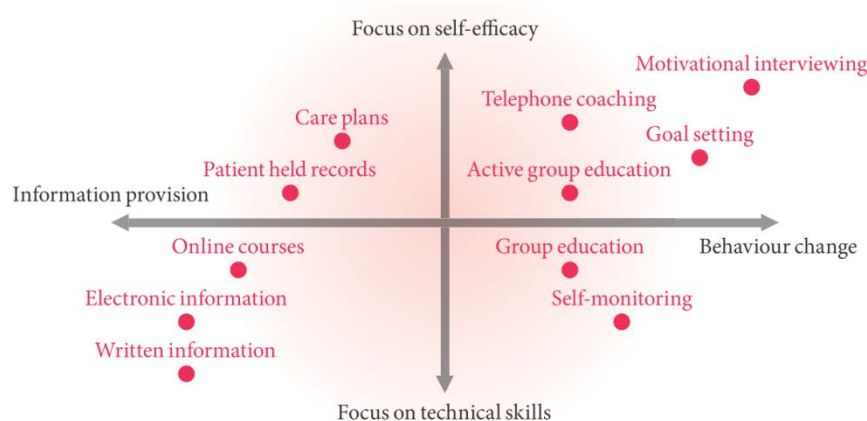 Focus on self-efficacy
Motivational interviewing
Telephone coaching
Care plans
Goal setting
Patient held records
Active group education
Information provision
Online courses
Group education
Behaviour change
Electronic information
Self-monitoring
Written information
Focus on technical skills